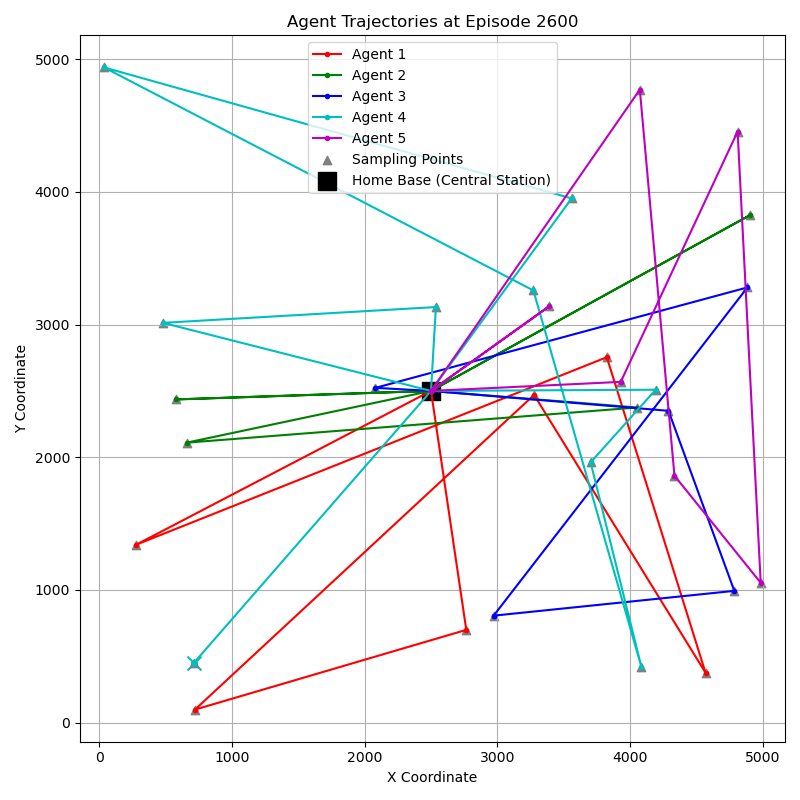 Agent Trajectories at Episode 2600
Agent 1
Agent 2
Agent 3
Agent 4
Agent 5
Sampling Points
Home Base (Central Station)
5000
4000
3000
2000
1000
0
Y Coordinate
0 1000 2000 3000 4000 5000
X Coordinate